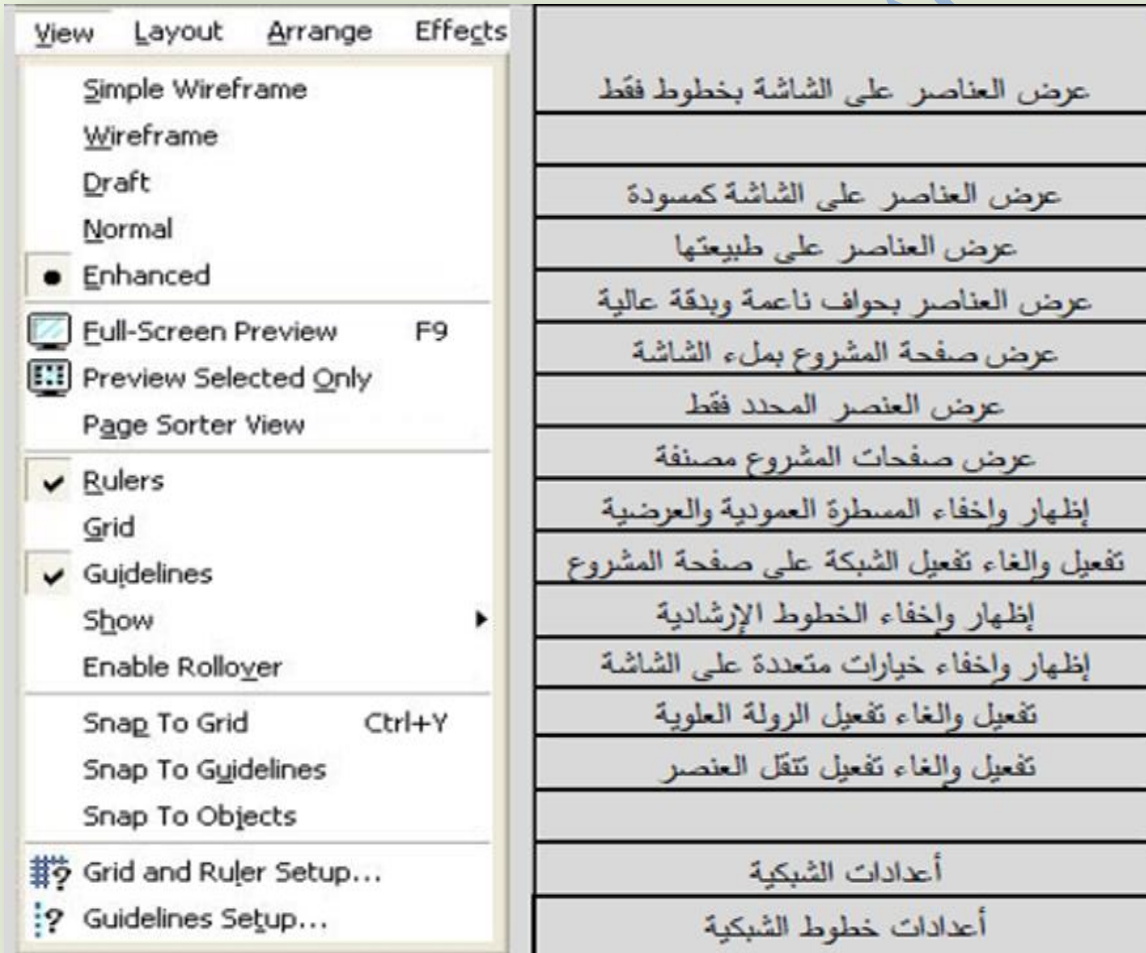 View Layout Arrange Effects
Simple Wireframe
Wireframe
Draft
Normal
Enhanced
Full-Screen Preview F9
Preview Selected Only
Page Sorter View
Rulers
Grid
Guidelines
Show
Enable Rollover
Snap To Grid Ctrl+Y
Snap To Guidelines
Snap To Objects
Grid and Ruler Setup...
Guidelines Setup...
عرض العناصر على الشاشة بخطوط فقط
عرض العناصر على الشاشة كمسودة
عرض العناصر على طبيعتها
عرض العناصر بحواف ناعمة وبدقة عالية
عرض صفحة المشروع بملء الشاشة
عرض العنصر المحدد فقط
عرض صفحات المشروع مصنفة
إظهار وإخفاء المسطرة العمودية والعرضية
تفعيل والغاء تفعيل الشبكة على صفحة المشروع
إظهار وإخفاء الخطوط الإرشادية
إظهار وإخفاء خيارات متعددة على الشاشة
تفعيل والغاء تفعيل الرولة العلوية
تفعيل والغاء تفعيل تنقل العنصر
أعدادات الشبكية
أعدادات خطوط الشبكية